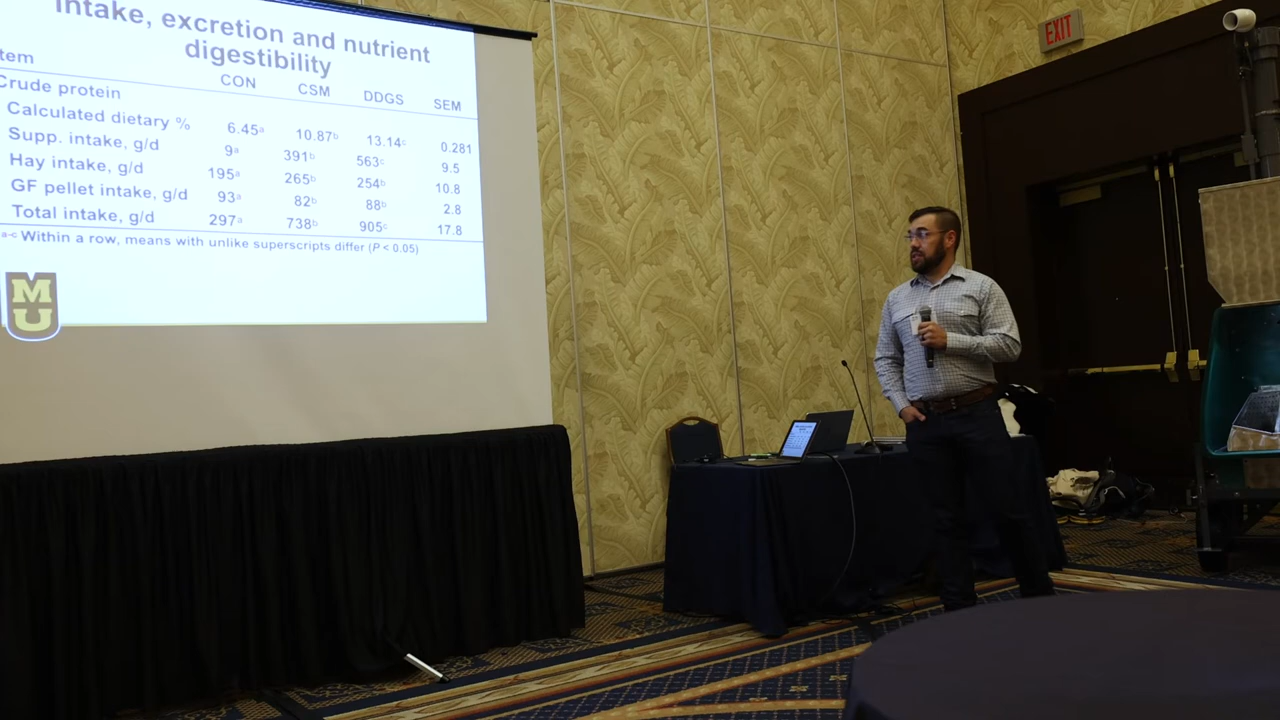 Intake, excretion and nutrient
digestibility
CON CSM DDGS SEM
Crude protein
Calculated dietary % 6.45ᵃ 10.87ᵇ 13.14ᶜ 0.281
Supp. intake, g/d 9ᵃ 391ᵇ 563ᶜ 9.5
Hay intake, g/d 195ᵃ 265ᵇ 254ᵇ 10.8
GF pellet intake, g/d 93ᵃ 82ᵇ 88ᵇ 2.8
Total intake, g/d 297ᵃ 738ᵇ 905ᶜ 17.8
ᵃ⁻ᶜ Within a row, means with unlike superscripts differ (P < 0.05)
MU
EXIT